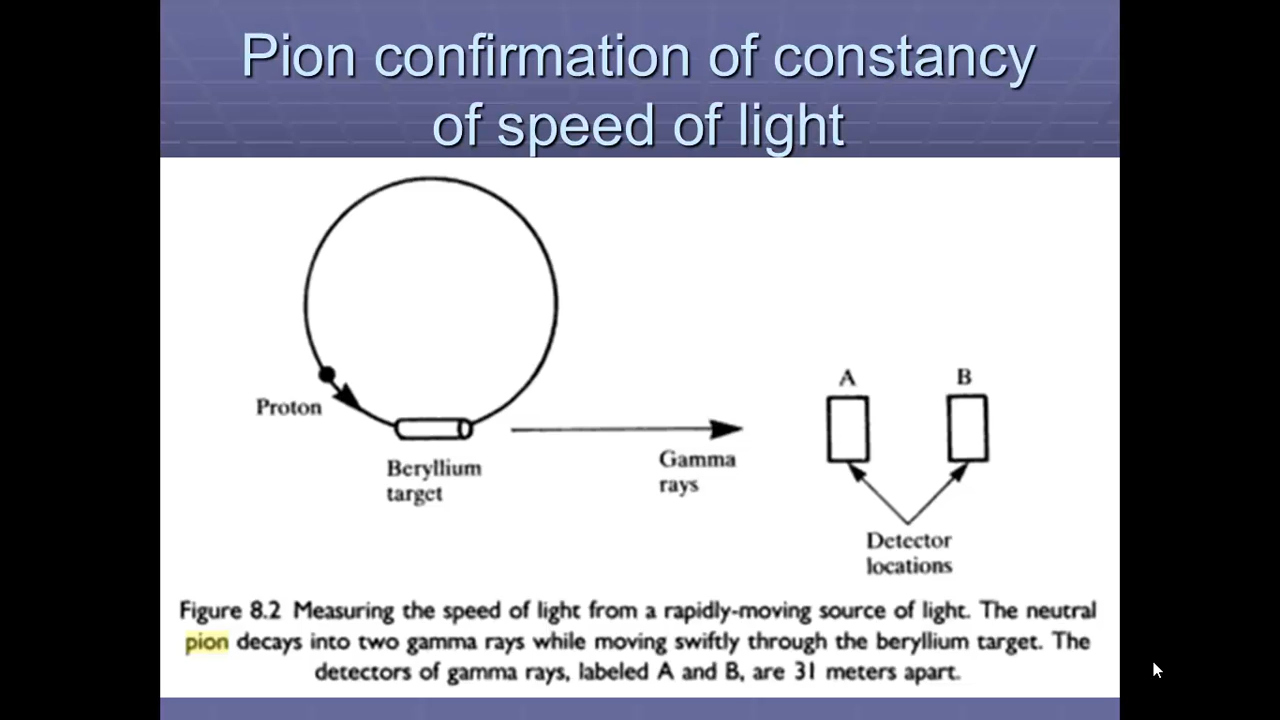 Pion confirmation of constancy
of speed of light
A
B
Proton
Beryllium
target
Gamma
rays
Detector
locations
Figure 8.2 Measuring the speed of light from a rapidly-moving source of light. The neutral
pion decays into two gamma rays while moving swiftly through the beryllium target. The
detectors of gamma rays, labeled A and B, are 31 meters apart.